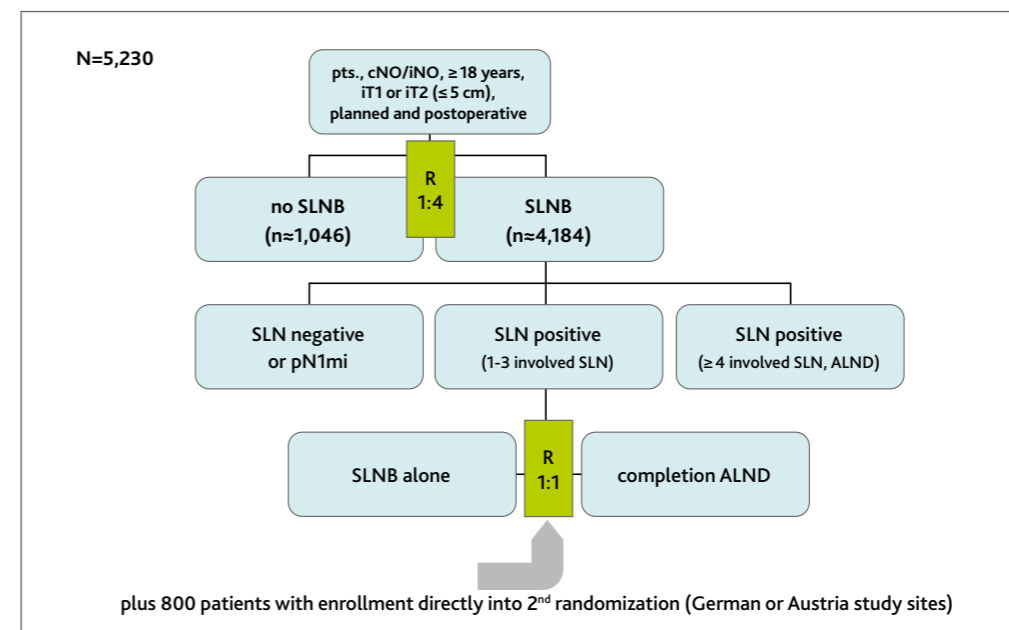 N=5,230
pts., cNO/iNO, ≥ 18 years,
iT1 or iT2 (≤ 5 cm),
planned and postoperative
R
1:4
no SLNB
(n≈1,046)
SLNB
(n≈4,184)
SLN negative
or pN1mi
SLN positive
(1-3 involved SLN)
SLN positive
(≥ 4 involved SLN, ALND)
SLNB alone
R
1:1
completion ALND
plus 800 patients with enrollment directly into 2nd randomization (German or Austria study sites)